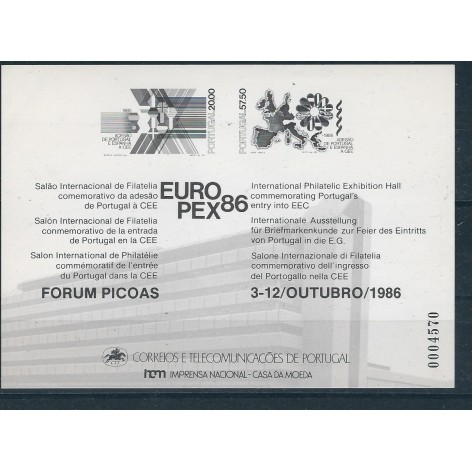 1985
20.00
PORTUGAL
ADESÃO
DE PORTUGAL
E ESPANHA
À CEE
57.50
PORTUGAL
1986
ADESÃO
DE PORTUGAL
E ESPANHA
À CEE
Salão Internacional de Filatelia
comemorativo da adesão
de Portugal à CEE
Salón Internacional de Filatelia
conmemorativo de la entrada
de Portugal en la CEE
Salon International de Philatélie
commémoratif de l'entrée
du Portugal dans la CEE
EURO
PEX86
International Philatelic Exhibition Hall
commemorating Portugal's
entry into EEC
Internationale Ausstellung
für Briefmarkenkunde zur Feier des Eintritts
von Portugal in die E.G.
Salone Internazionale di Filatelia
commemorativo dell'ingresso
del Portogallo nella CEE
FORUM PICOAS
3-12/OUTUBRO/1986
0004570
CORREIOS E TELECOMUNICAÇÕES DE PORTUGAL
INCM IMPRENSA NACIONAL - CASA DA MOEDA